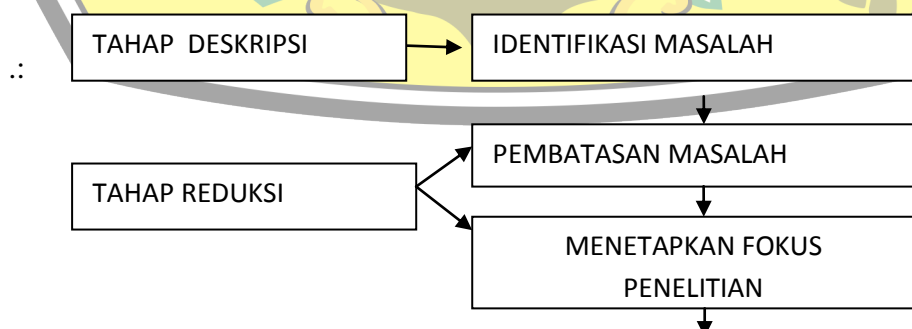 TAHAP DESKRIPSI
IDENTIFIKASI MASALAH
.:
PEMBATASAN MASALAH
TAHAP REDUKSI
MENETAPKAN FOKUS
PENELITIAN